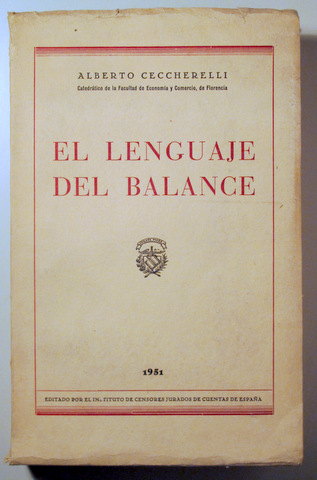 ALBERTO CECCHERELLI
Catedrático de la Facultad de Economía y Comercio, de Florencia
EL LENGUAJE
DEL BALANCE
1951
EDITADO POR EL INSTITUTO DE CENSORES JURADOS DE CUENTAS DE ESPAÑA